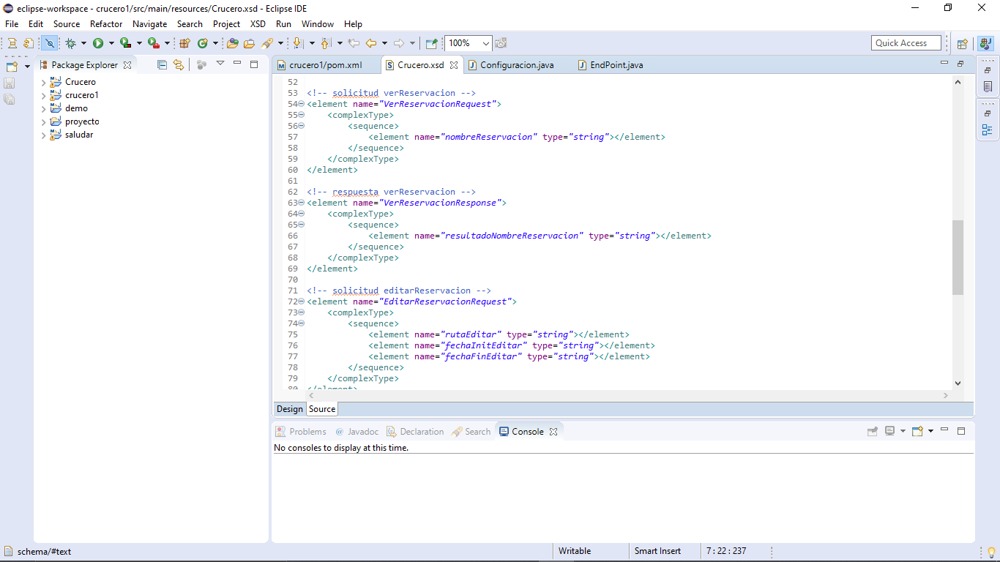 eclipse-workspace - crucero1/src/main/resources/Crucero.xsd - Eclipse IDE
File Edit Source Refactor Navigate Search Project XSD Run Window Help
100%
Quick Access
Package Explorer
Crucero
crucero1
demo
proyecto
saludar
crucero1/pom.xml Crucero.xsd Configuracion.java EndPoint.java
52
53 <!-- solicitud verReservacion -->
54 <element name="VerReservacionRequest">
55 <complexType>
56 <sequence>
57 <element name="nombreReservacion" type="string"></element>
58 </sequence>
59 </complexType>
60 </element>
61
62 <!-- respuesta verReservacion -->
63 <element name="VerReservacionResponse">
64 <complexType>
65 <sequence>
66 <element name="resultadoNombreReservacion" type="string"></element>
67 </sequence>
68 </complexType>
69 </element>
70
71 <!-- solicitud editarReservacion -->
72 <element name="EditarReservacionRequest">
73 <complexType>
74 <sequence>
75 <element name="rutaEditar" type="string"></element>
76 <element name="fechaInitEditar" type="string"></element>
77 <element name="fechaFinEditar" type="string"></element>
78 </sequence>
79 </complexType>
80 </element>
Design Source
Problems @ Javadoc Declaration Search Console
No consoles to display at this time.
schema/#text Writable Smart Insert 7 : 22 : 237